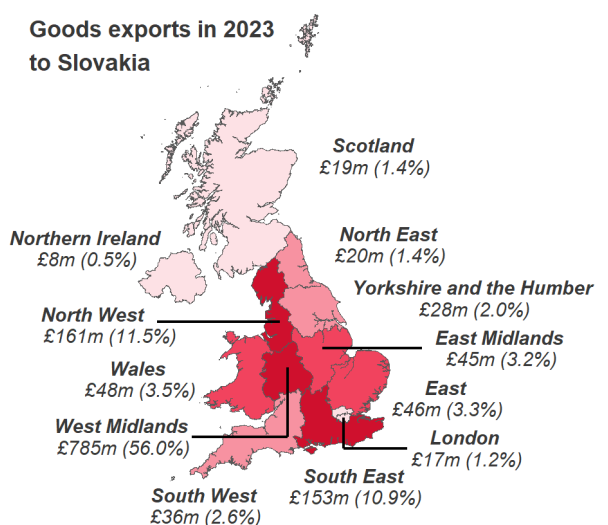 Goods exports in 2023
to Slovakia
Scotland
£19m (1.4%)
Northern Ireland
£8m (0.5%)
North East
£20m (1.4%)
Yorkshire and the Humber
£28m (2.0%)
North West
£161m (11.5%)
East Midlands
£45m (3.2%)
Wales
£48m (3.5%)
East
£46m (3.3%)
West Midlands
£785m (56.0%)
London
£17m (1.2%)
South East
£153m (10.9%)
South West
£36m (2.6%)